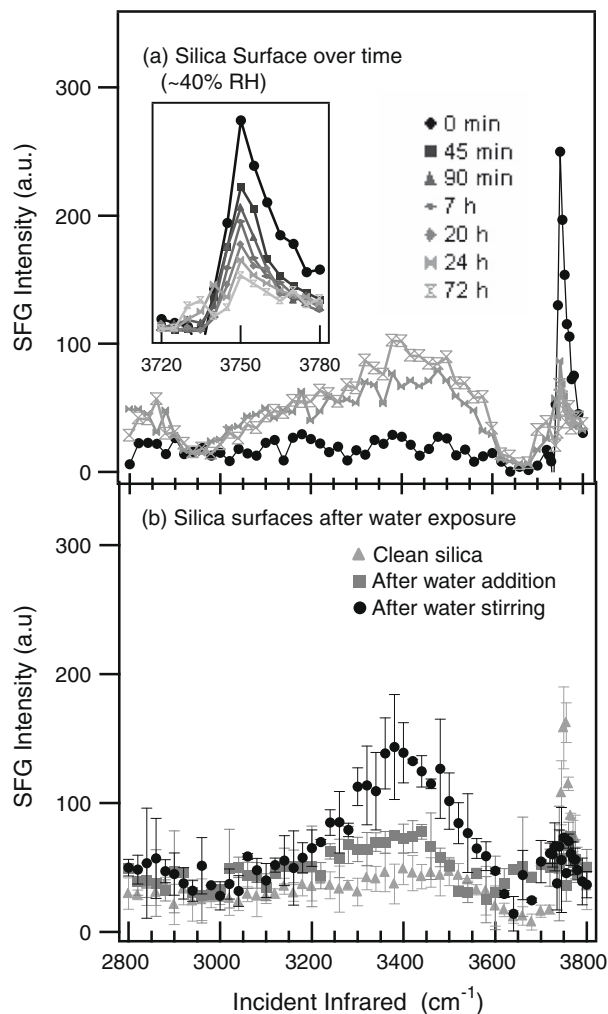 (a) Silica Surface over time
(~40% RH)
0 min
45 min
90 min
7 h
20 h
24 h
72 h
3720
3750
3780
300
200
100
0
SFG Intensity (a.u.)
(b) Silica surfaces after water exposure
Clean silica
After water addition
After water stirring
300
200
100
0
SFG Intensity (a.u)
2800
3000
3200
3400
3600
3800
Incident Infrared (cm⁻¹)